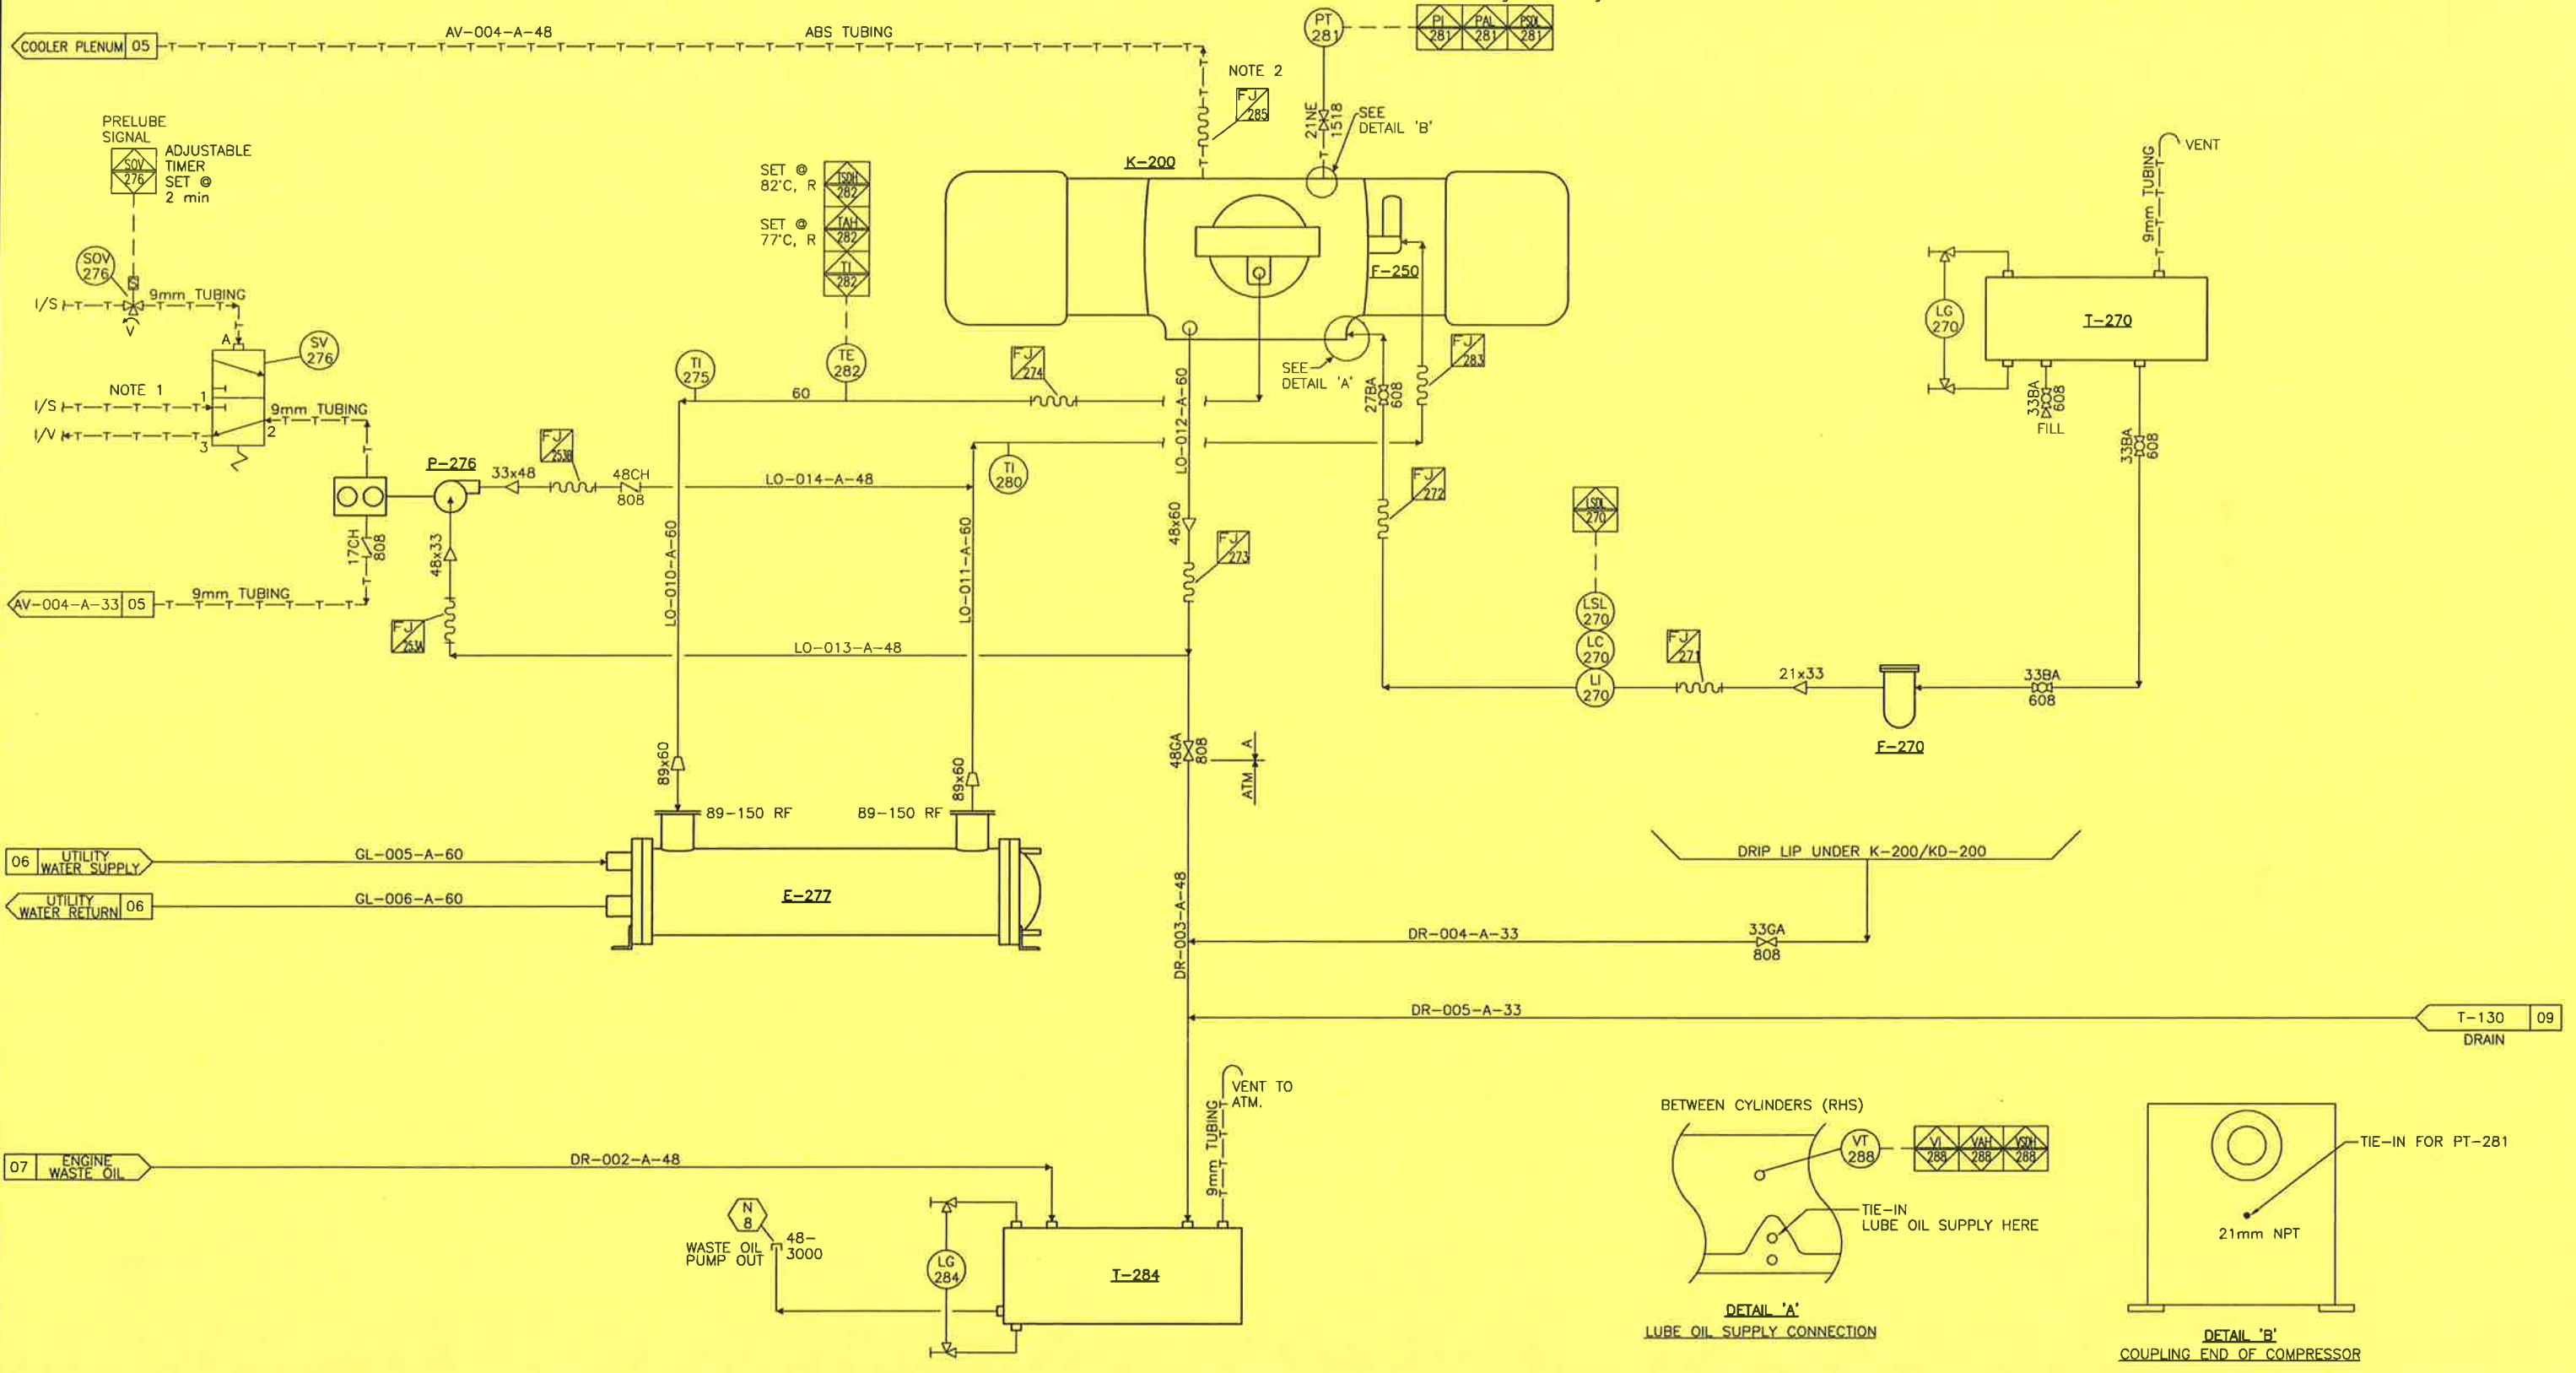 COOLER PLENUM 05
AV-004-A-48
ABS TUBING
PT
281
PI
281
PAL
281
PSDL
281
NOTE 2
FJ
285
21NE
1518
SEE
DETAIL 'B'
PRELUBE
SIGNAL
SOV
276
ADJUSTABLE
TIMER
SET @
2 min
SOV
276
S
I/S
9mm TUBING
V
A
SV
276
NOTE 1
I/S
1
I/V
3
2
9mm TUBING
SET @
82°C, R
TSDH
282
SET @
77°C, R
TAH
282
TI
282
TE
282
TI
275
60
FJ
274
K-200
F-250
SEE
DETAIL 'A'
27BA
608
FJ
283
FJ
272
VENT
9mm TUBING
LG
270
T-270
33BA
608
FILL
33BA
608
P-276
33x48
FJ
253B
48CH
808
LO-014-A-48
TI
280
LO-012-A-60
48x60
FJ
273
17CH
808
48x33
FJ
253A
AV-004-A-33 05
9mm TUBING
LO-010-A-60
LO-011-A-60
LO-013-A-48
LSDL
270
LSL
270
LC
270
LI
270
FJ
271
21x33
F-270
33BA
608
89x60
89x60
48GA
808
A
ATM
89-150 RF
89-150 RF
06 UTILITY
WATER SUPPLY
GL-005-A-60
UTILITY
WATER RETURN 06
GL-006-A-60
E-277
DR-003-A-48
DRIP LIP UNDER K-200/KD-200
DR-004-A-33
33GA
808
DR-005-A-33
T-130 09
DRAIN
VENT TO
ATM.
9mm TUBING
07 ENGINE
WASTE OIL
DR-002-A-48
N
8
WASTE OIL
PUMP OUT
48-
3000
LG
284
T-284
BETWEEN CYLINDERS (RHS)
VT
288
VI
288
VAH
288
VSDH
288
TIE-IN
LUBE OIL SUPPLY HERE
DETAIL 'A'
LUBE OIL SUPPLY CONNECTION
TIE-IN FOR PT-281
21mm NPT
DETAIL 'B'
COUPLING END OF COMPRESSOR